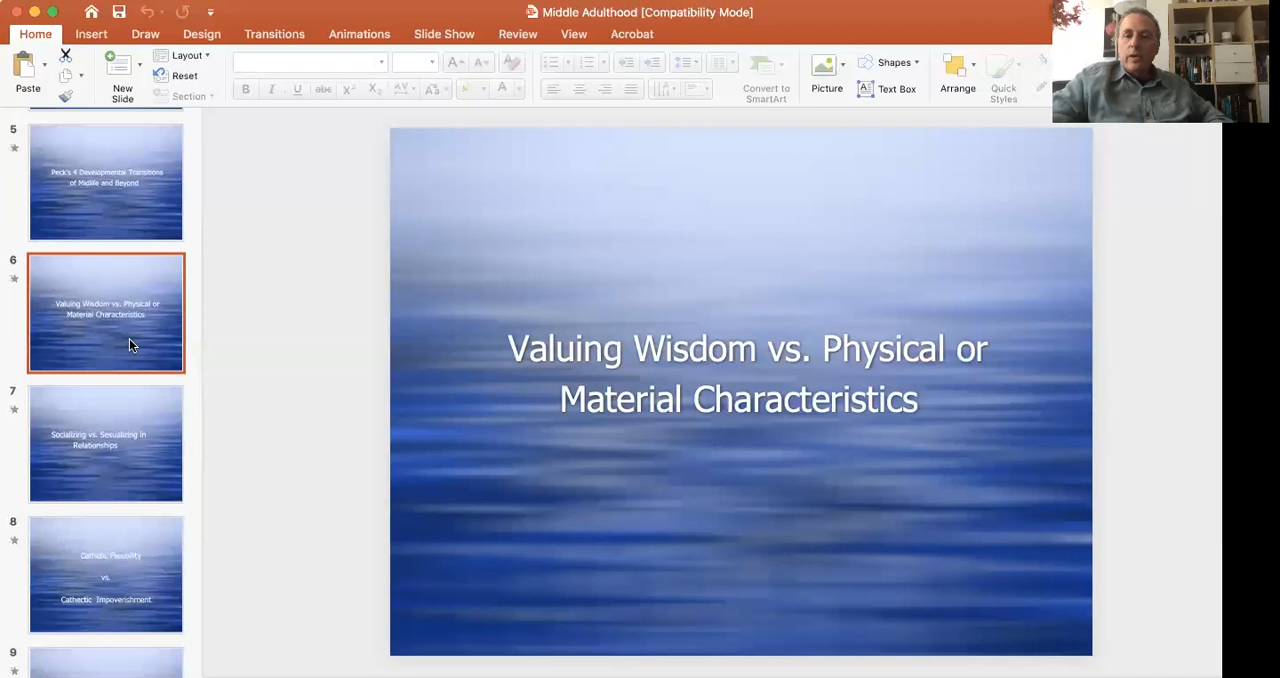 Middle Adulthood [Compatibility Mode]
Home Insert Draw Design Transitions Animations Slide Show Review View Acrobat
Paste
New
Slide
Layout
Reset
Section
Convert to
SmartArt
Picture
Shapes
Text Box
Arrange
Quick
Styles
5
Peck's 4 Developmental Transitions
of Midlife and Beyond
6
Valuing Wisdom vs. Physical or
Material Characteristics
7
Socializing vs. Sexualizing in
Relationships
8
Flexibility
vs.
Cathectic Impoverishment
9
Valuing Wisdom vs. Physical or
Material Characteristics